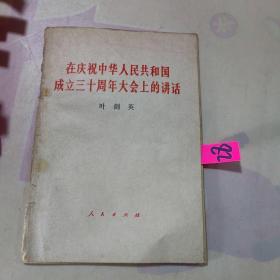 在庆祝中华人民共和国
成立三十周年大会上的讲话
叶剑英
人民出版社